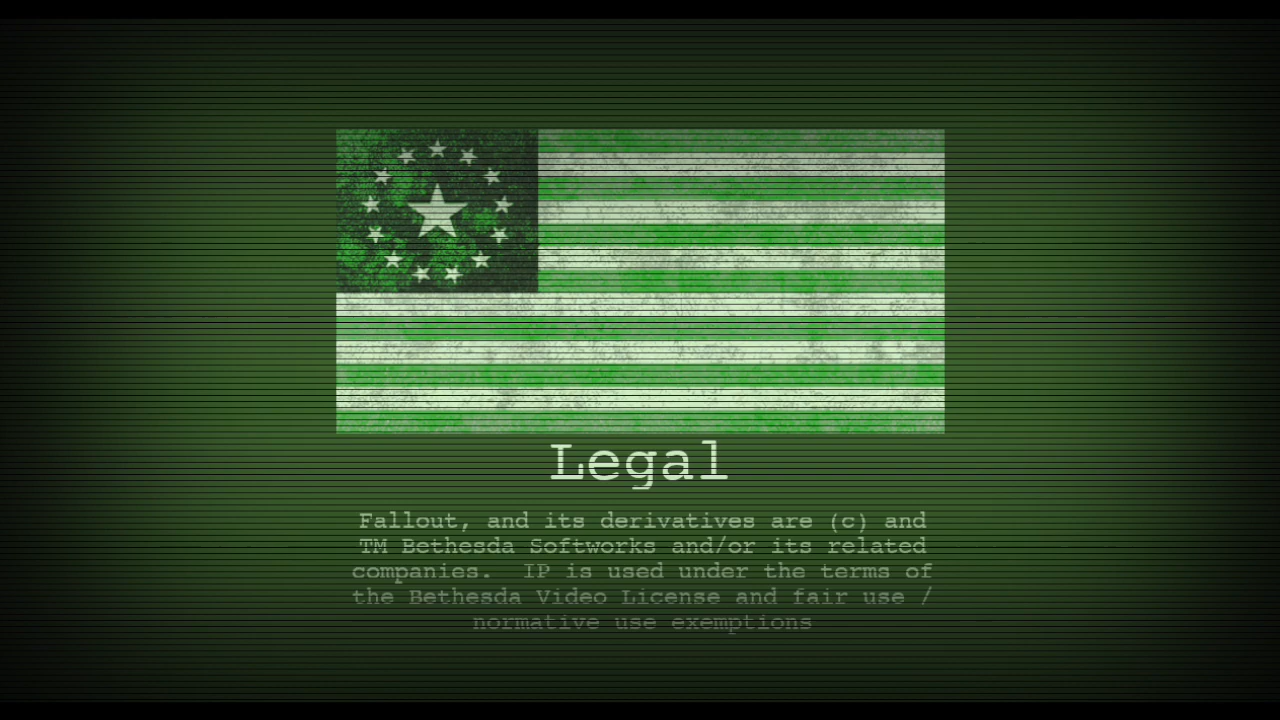 Legal
Fallout, and its derivatives are (c) and
TM Bethesda Softworks and/or its related
companies.  IP is used under the terms of
the Bethesda Video License and fair use /
normative use exemptions